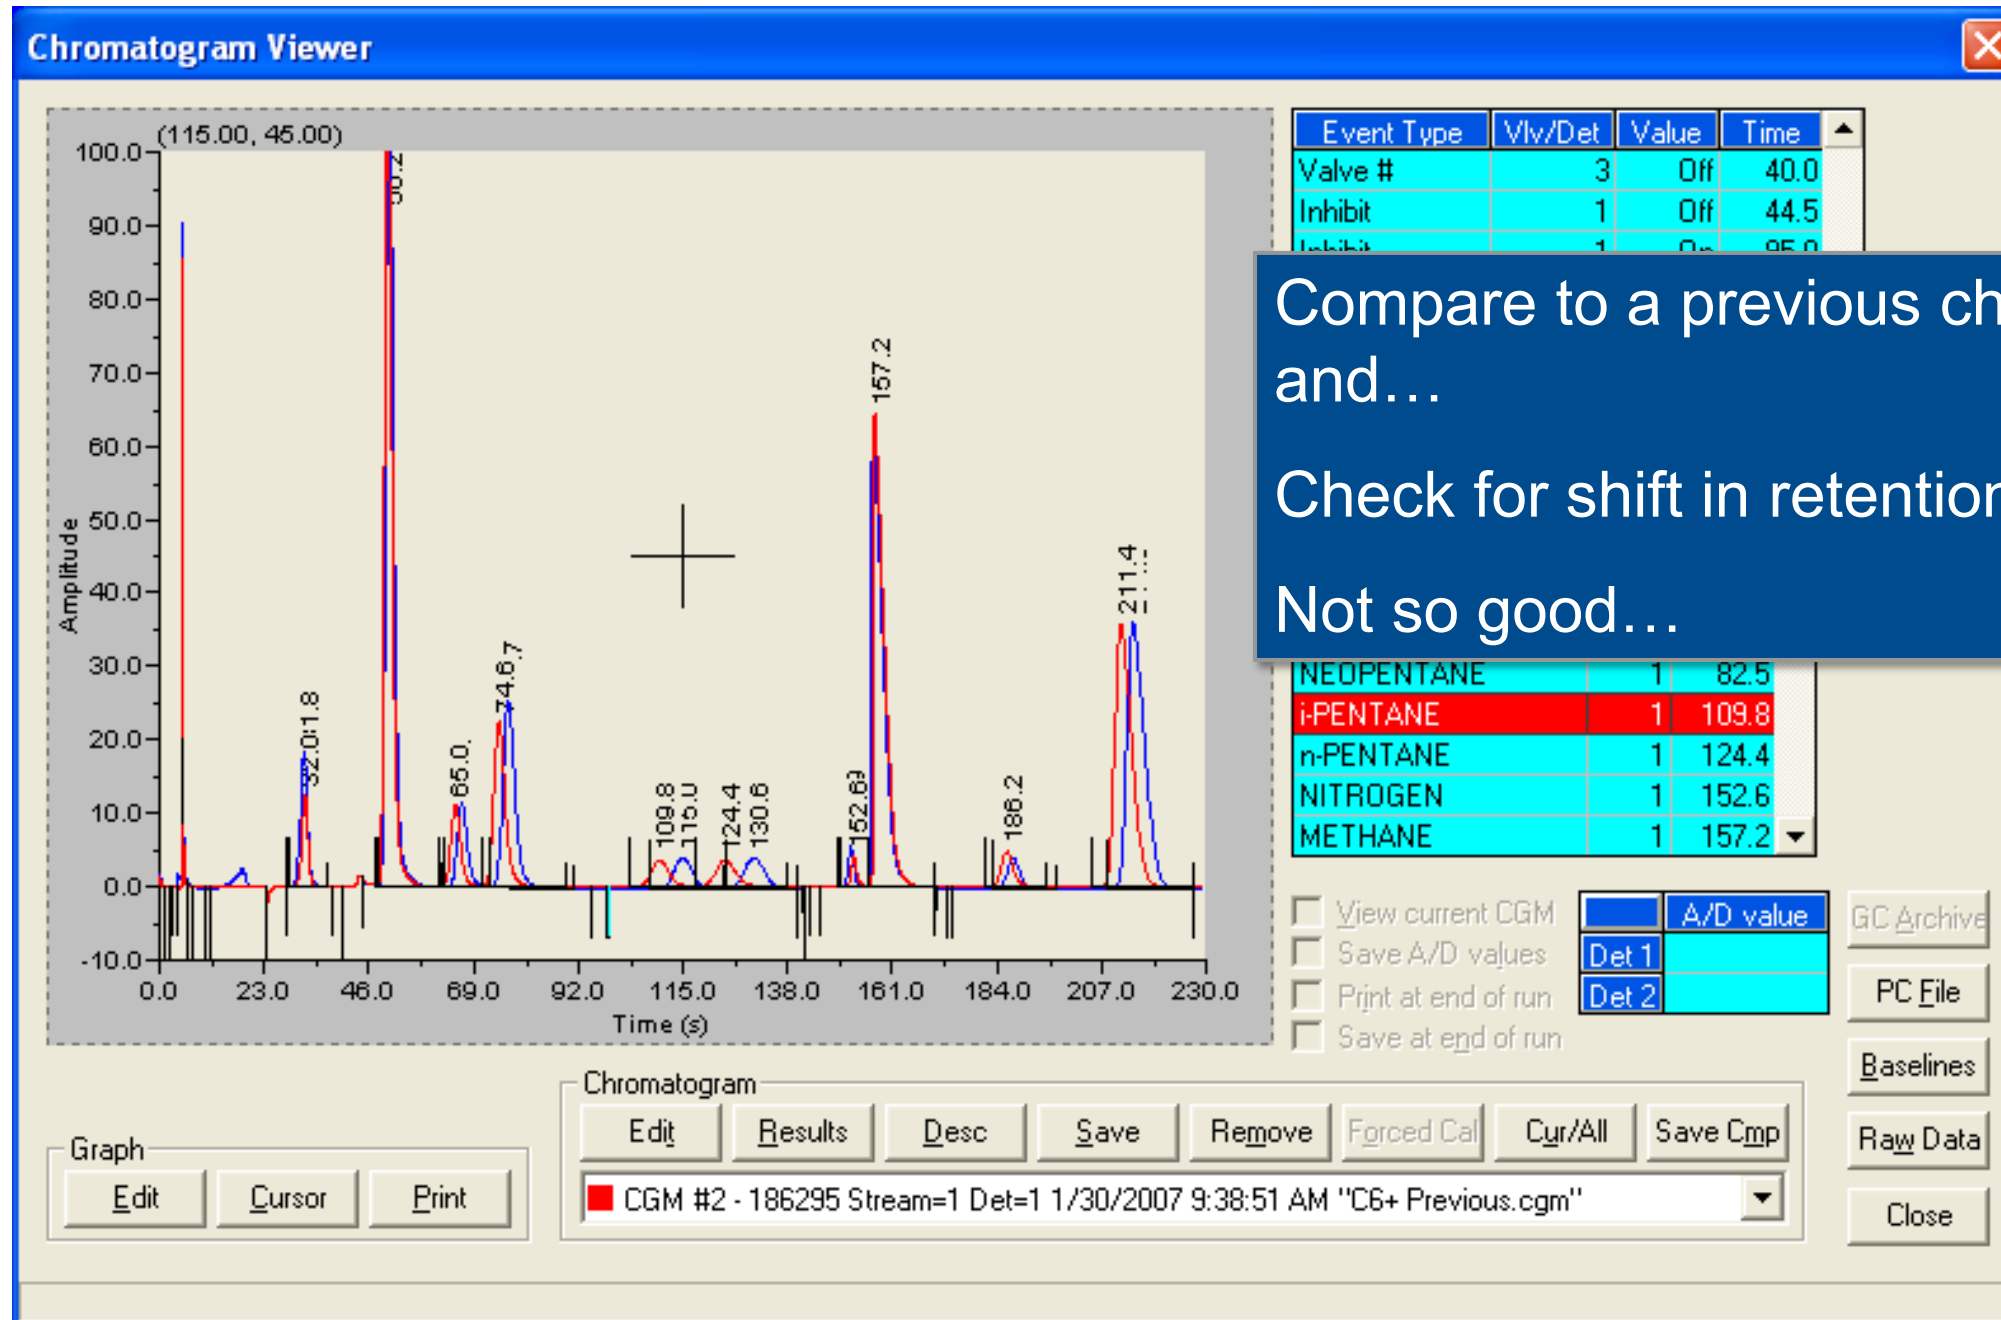 Chromatogram Viewer
(115.00, 45.00)
100.0
90.0
80.0
70.0
60.0
50.0
40.0
30.0
20.0
10.0
0.0
-10.0
Amplitude
0.0 23.0 46.0 69.0 92.0 115.0 138.0 161.0 184.0 207.0 230.0
Time (s)
65.0
74.6
109.8
115.0
124.4
130.6
157.2
186.2
211.4
Event Type Vlv/Det Value Time
Valve # 3 Off 40.0
Inhibit 1 Off 44.5
Inhibit 1 On 95.0
Compare to a previous ch
and…
Check for shift in retention
Not so good…
NEOPENTANE 1 82.5
i-PENTANE 1 109.8
n-PENTANE 1 124.4
NITROGEN 1 152.6
METHANE 1 157.2
View current CGM
Save A/D values
Print at end of run
Save at end of run
A/D value
Det 1
Det 2
GC Archive
PC File
Baselines
Raw Data
Close
Chromatogram
Edit Results Desc Save Remove Forced Cal Cur/All Save Cmp
CGM #2 - 186295 Stream=1 Det=1 1/30/2007 9:38:51 AM "C6+ Previous.cgm"
Graph
Edit Cursor Print